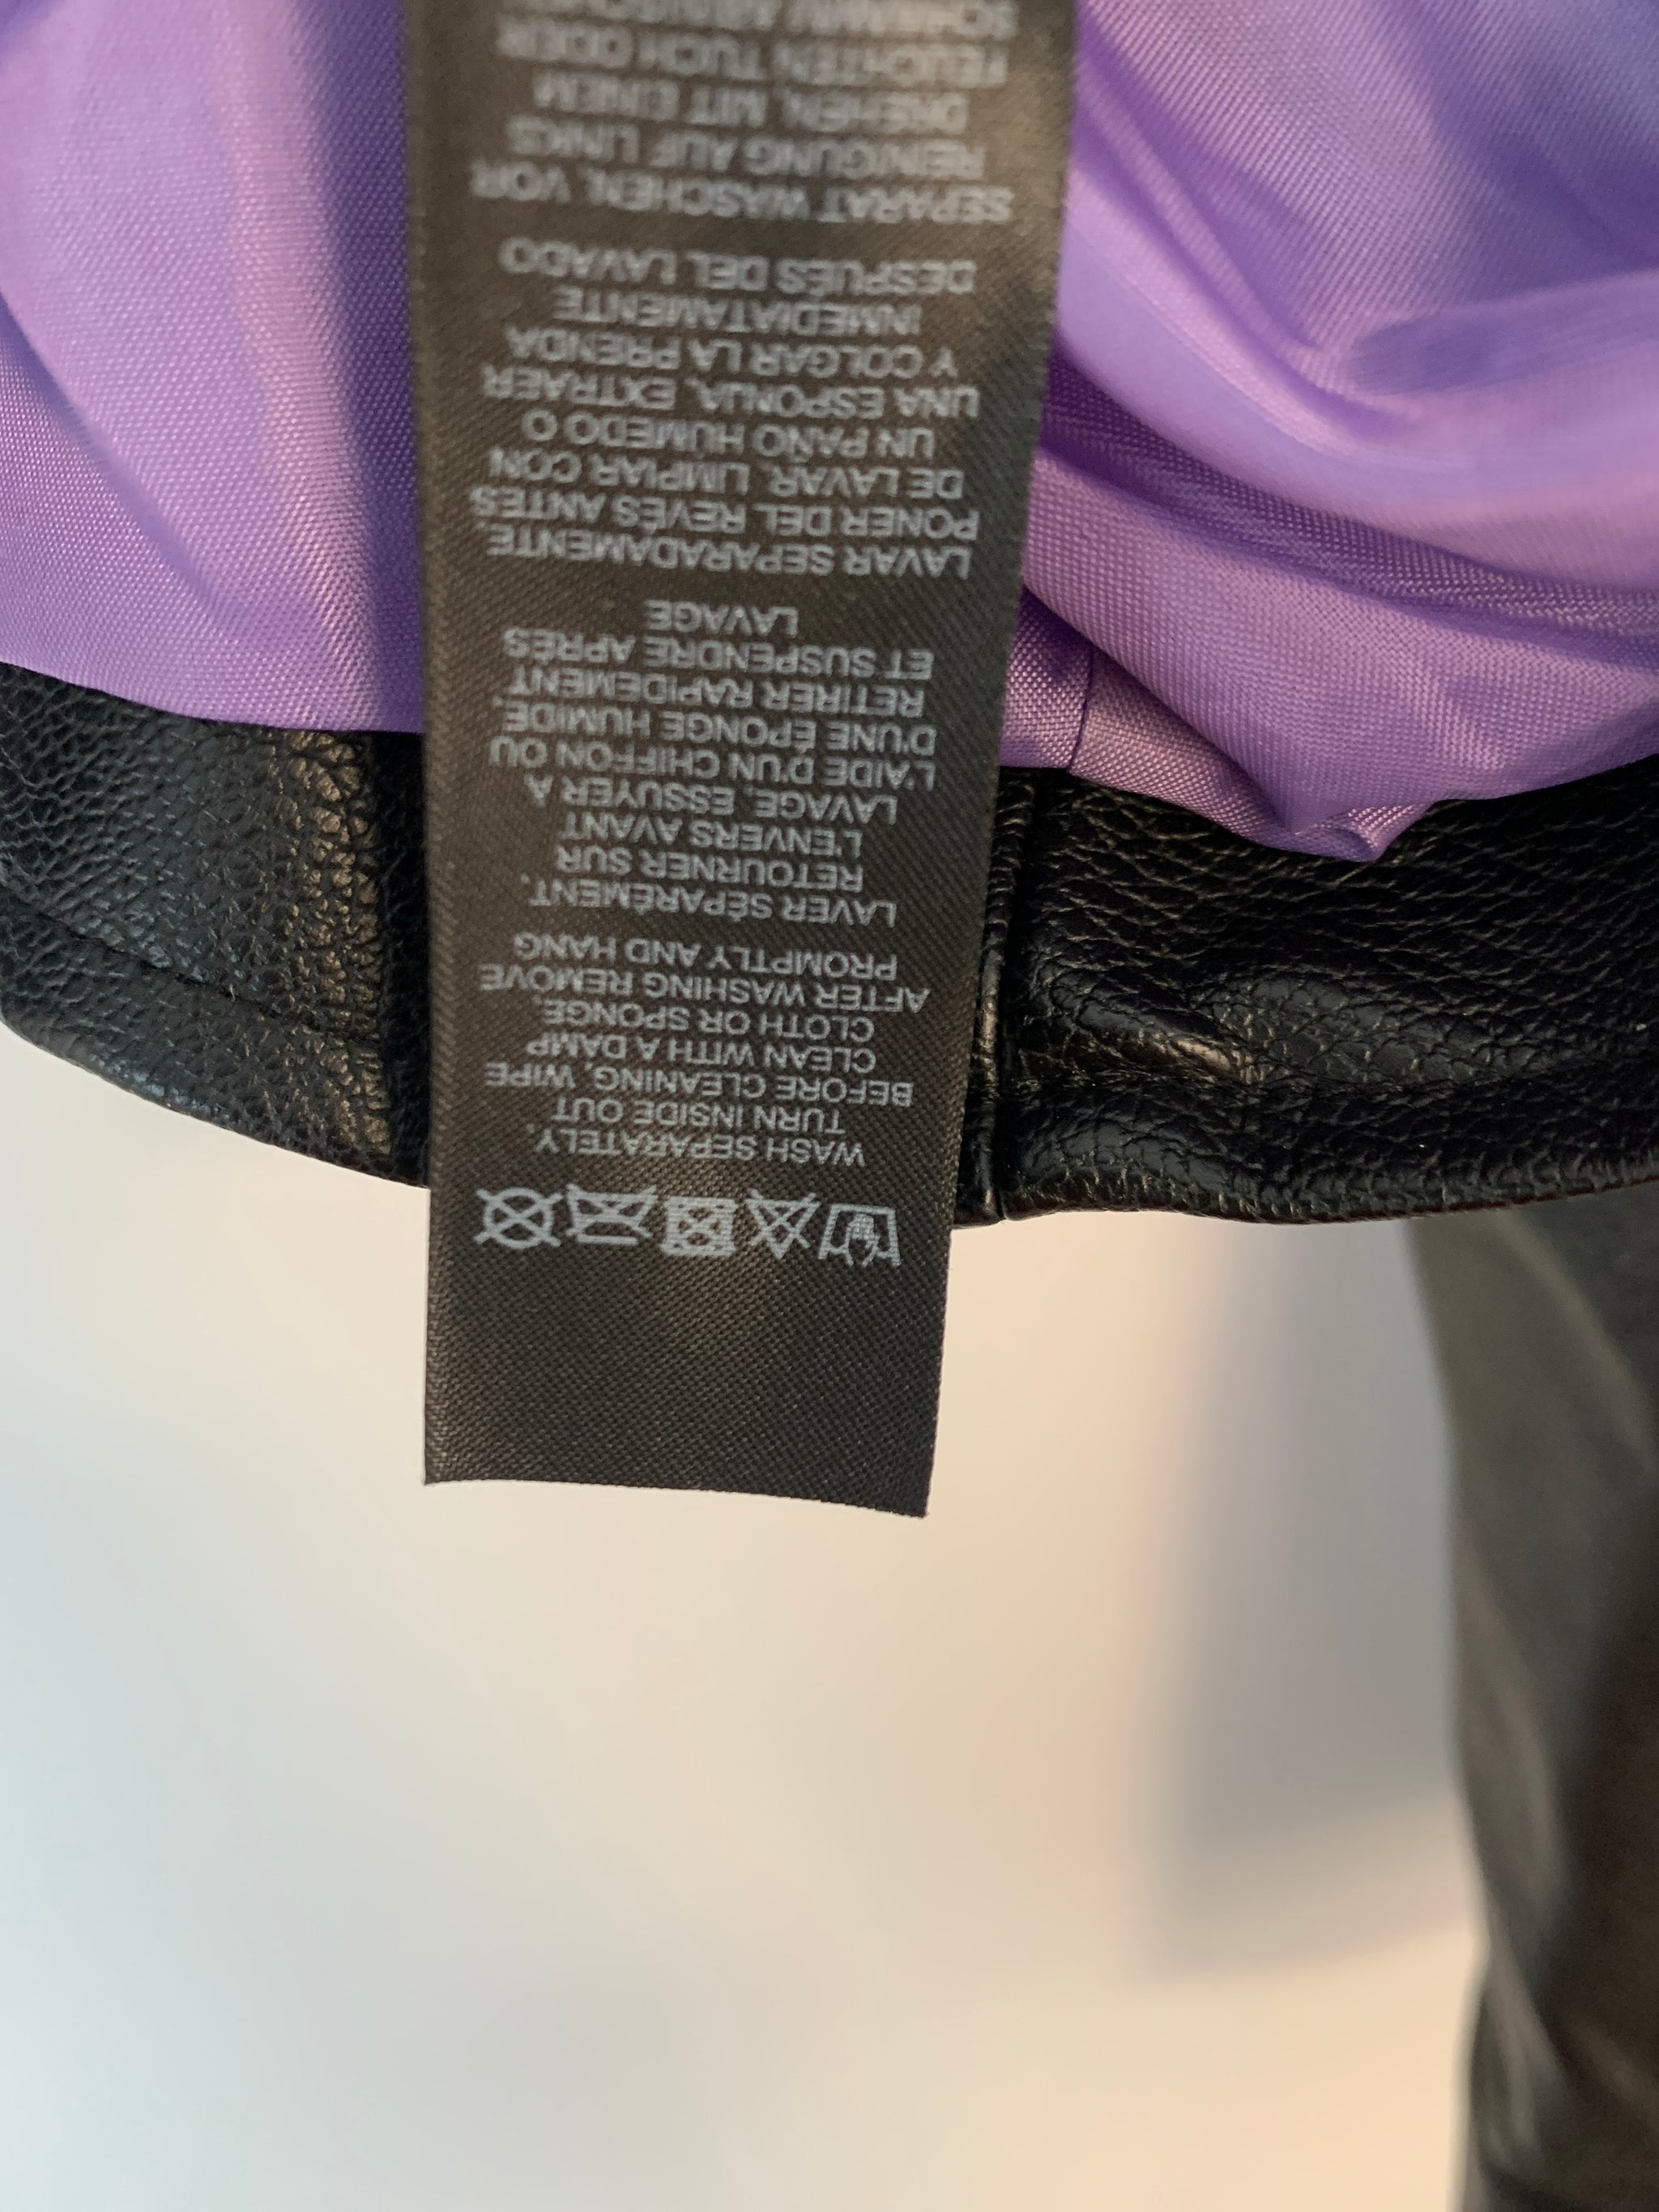 WASH SEPARATELY,
TURN INSIDE OUT
BEFORE CLEANING, WIPE
CLEAN WITH A DAMP
CLOTH OR SPONGE,
AFTER WASHING REMOVE
PROMPTLY AND HANG
LAVER SÉPARÉMENT,
RETOURNER SUR
L'ENVERS AVANT
LAVAGE, ESSUYER À
L'AIDE D'UN CHIFFON OU
D'UNE ÉPONGE HUMIDE
RETIRER RAPIDEMENT,
ET SUSPENDRE APRÈS
LAVAGE
LAVAR SEPARADAMENTE
PONER DEL REVÉS ANTES
DE LAVAR, LIMPIAR CON
UN PAÑO HUMEDO O
UNA ESPONJA, EXTRAER
Y COLGAR LA PRENDA
INMEDIATAMENTE
DESPUÉS DEL LAVADO
SEPARAT WASCHEN, VOR
REINIGUNG AUF LINKS
DREHEN, MIT EINEM
FEUCHTEN TUCH ODER
SCHWAMM